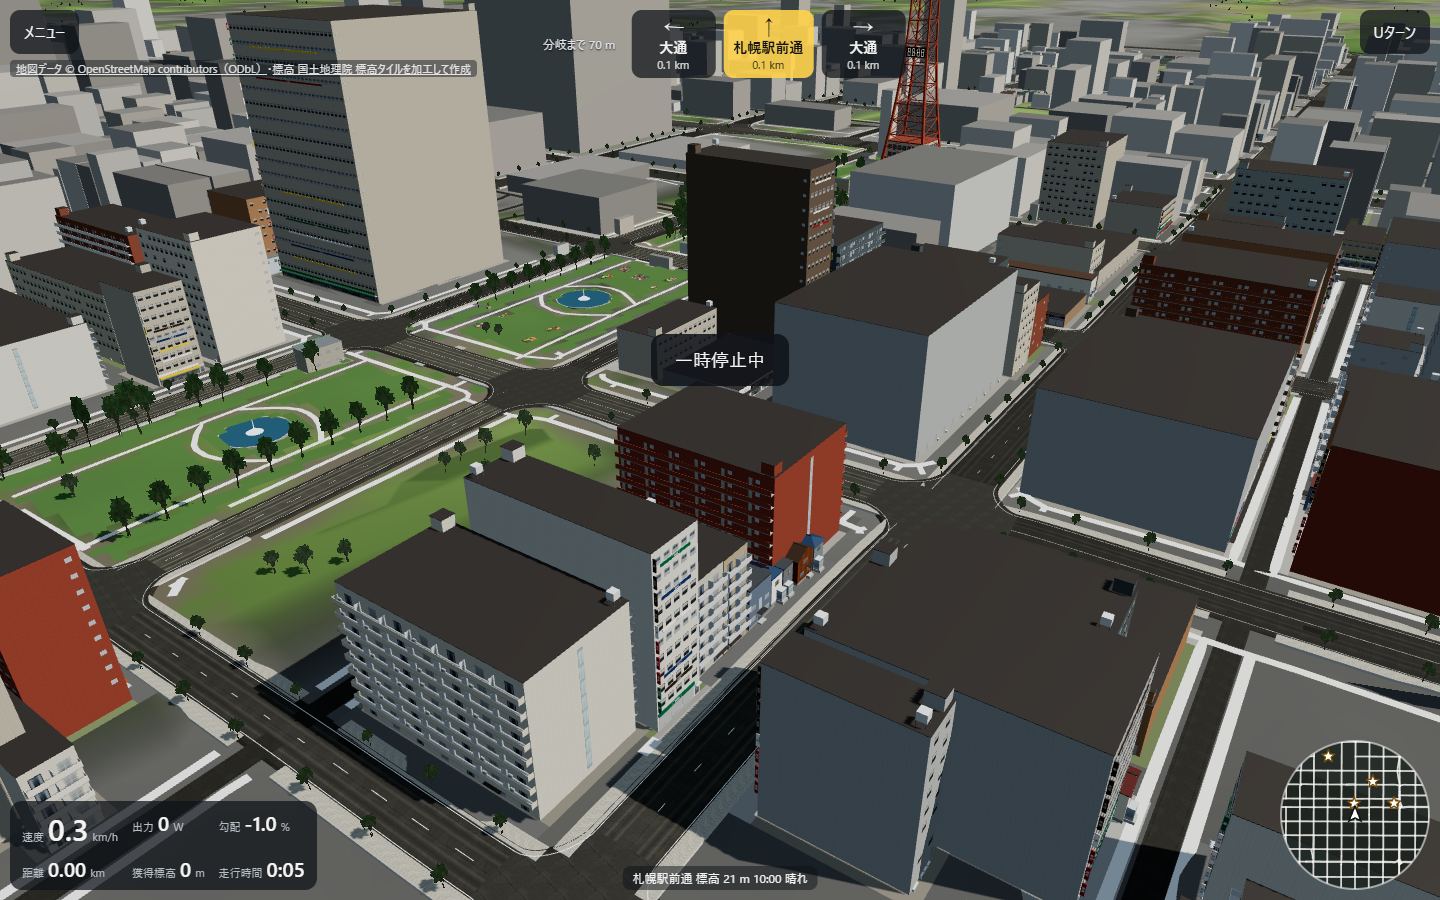 メニュー
地図データ © OpenStreetMap contributors（ODbL）・標高 国土地理院 標高タイルを加工して作成
分岐まで 70 m
←
大通
0.1 km
↑
札幌駅前通
0.1 km
→
大通
0.1 km
Uターン
一時停止中
速度 0.3 km/h
出力 0 W
勾配 -1.0 %
距離 0.00 km
獲得標高 0 m
走行時間 0:05
札幌駅前通 標高 21 m 10:00 晴れ